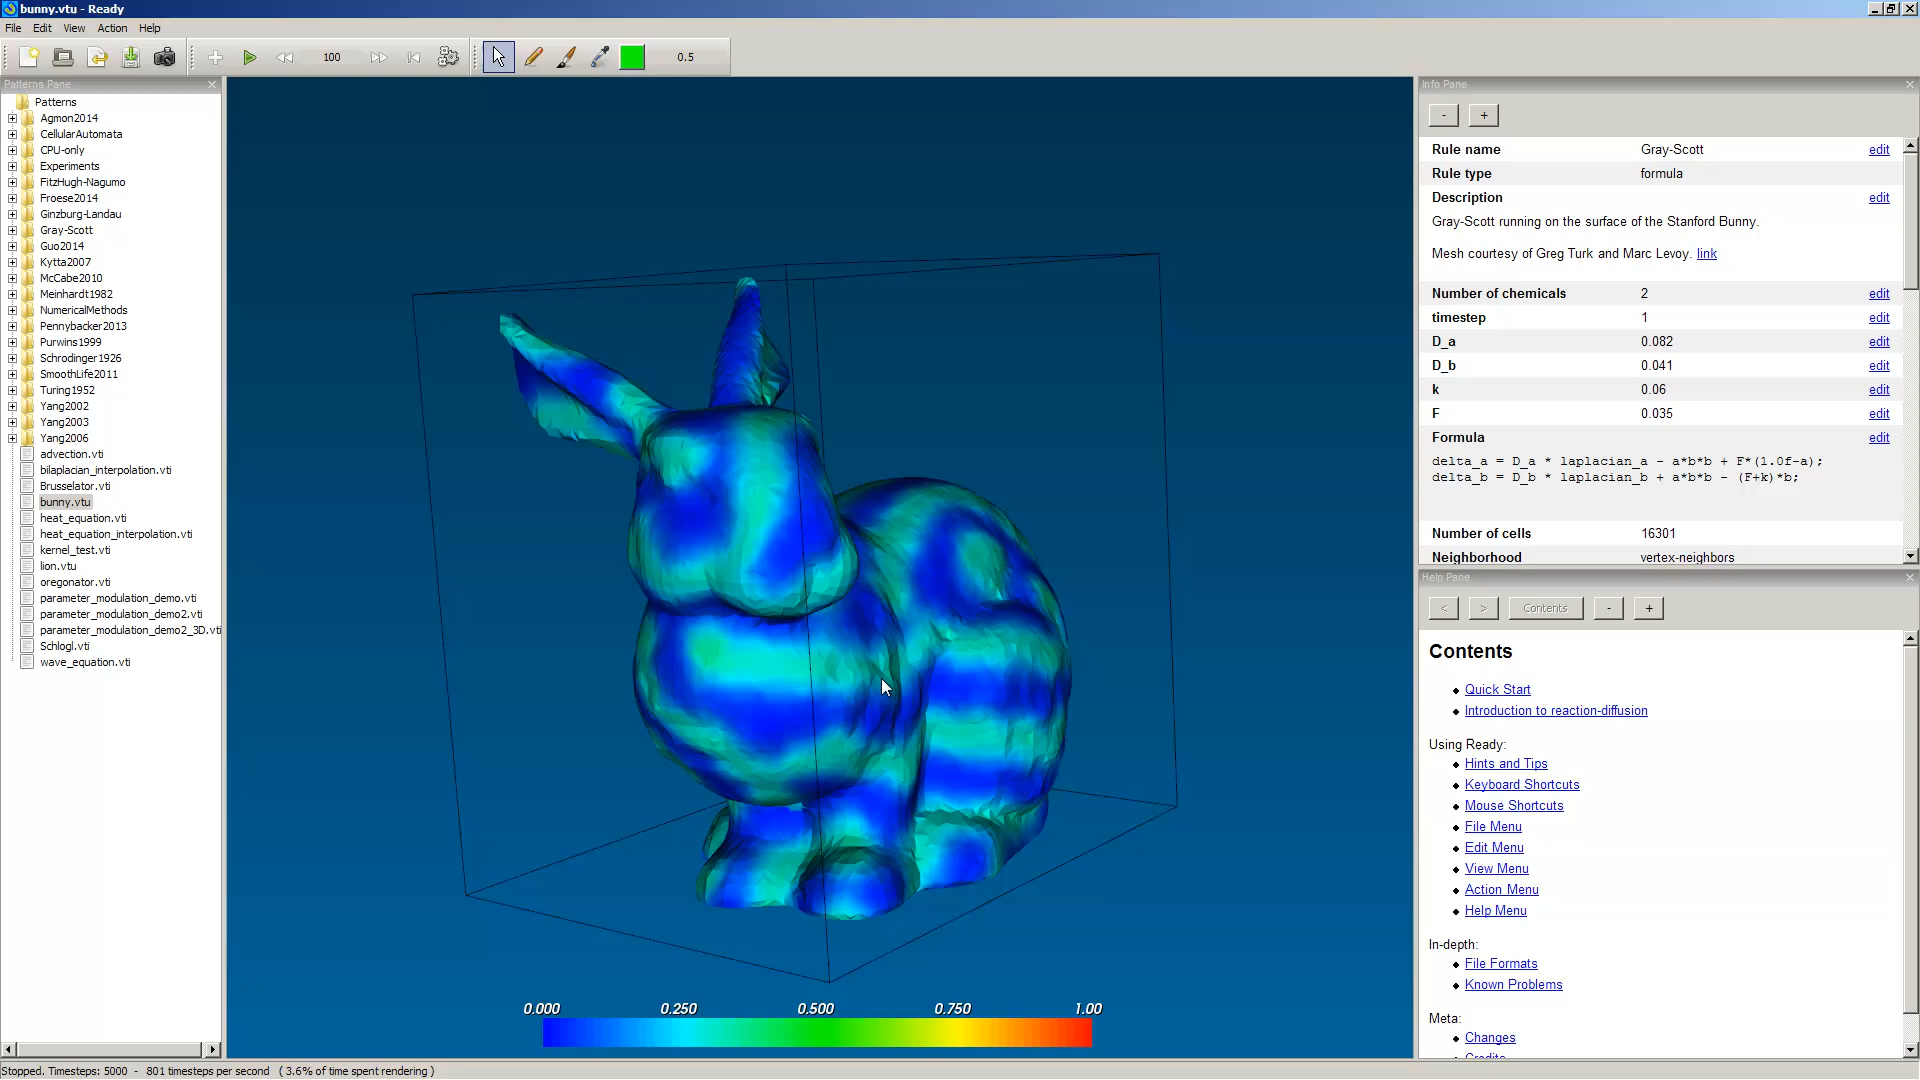 bunny.vtu - Ready
File Edit View Action Help
100
0.5
Patterns Pane
Patterns
Agmon2014
CellularAutomata
CPU-only
Experiments
FitzHugh-Nagumo
Froese2014
Ginzburg-Landau
Gray-Scott
Guo2014
Kytta2007
McCabe2010
Meinhardt1982
NumericalMethods
Pennybacker2013
Purwins1999
Schrodinger1926
SmoothLife2011
Turing1952
Yang2002
Yang2003
Yang2006
advection.vti
bilaplacian_interpolation.vti
Brusselator.vti
bunny.vtu
heat_equation.vti
heat_equation_interpolation.vti
kernel_test.vti
lion.vtu
oregonator.vti
parameter_modulation_demo.vti
parameter_modulation_demo2.vti
parameter_modulation_demo2_3D.vti
Schlogl.vti
wave_equation.vti
0.000 0.250 0.500 0.750 1.00
Info Pane
- +
Rule name Gray-Scott edit
Rule type formula
Description edit
Gray-Scott running on the surface of the Stanford Bunny.
Mesh courtesy of Greg Turk and Marc Levoy. link
Number of chemicals 2 edit
timestep 1 edit
D_a 0.082 edit
D_b 0.041 edit
k 0.06 edit
F 0.035 edit
Formula edit
delta_a = D_a * laplacian_a - a*b*b + F*(1.0f-a);
delta_b = D_b * laplacian_b + a*b*b - (F+k)*b;
Number of cells 16301
Neighborhood vertex-neighbors
Help Pane
< > Contents - +
Contents
Quick Start
Introduction to reaction-diffusion
Using Ready:
Hints and Tips
Keyboard Shortcuts
Mouse Shortcuts
File Menu
Edit Menu
View Menu
Action Menu
Help Menu
In-depth:
File Formats
Known Problems
Meta:
Changes
Credits
Stopped. Timesteps: 5000 - 801 timesteps per second ( 3.6% of time spent rendering )